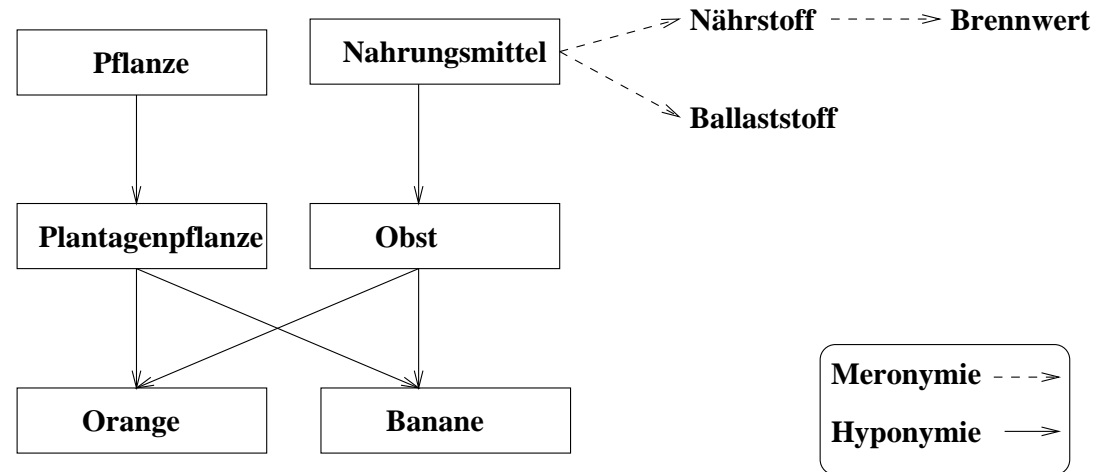 Nährstoff
Brennwert
Pflanze
Nahrungsmittel
Ballaststoff
Plantagenpflanze
Obst
Orange
Banane
Meronymie
Hyponymie